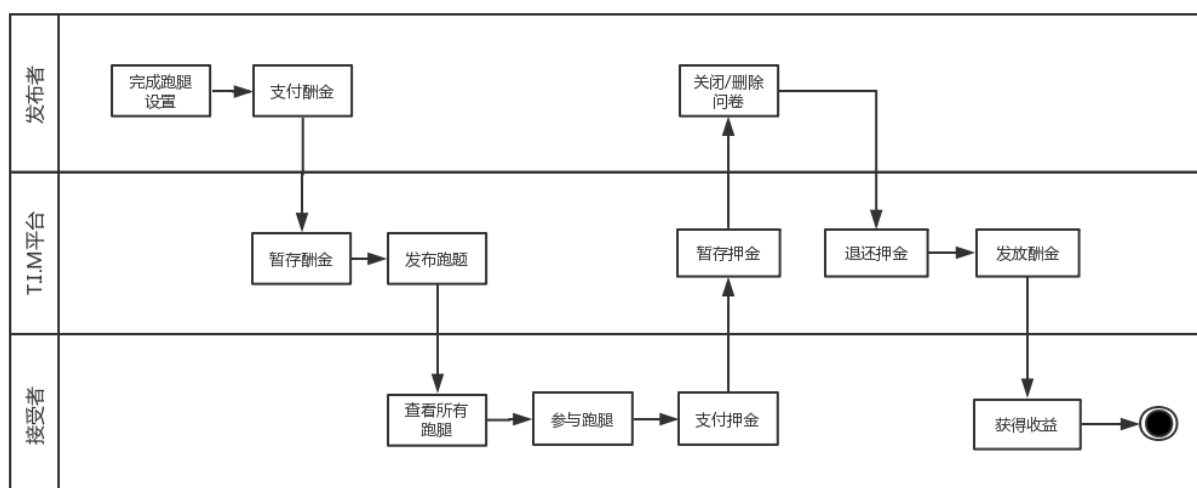 发布者
完成跑腿
设置
支付酬金
关闭/删除
问卷
T.I.M平台
暂存酬金
发布跑题
暂存押金
退还押金
发放酬金
接受者
查看所有
跑腿
参与跑腿
支付押金
获得收益